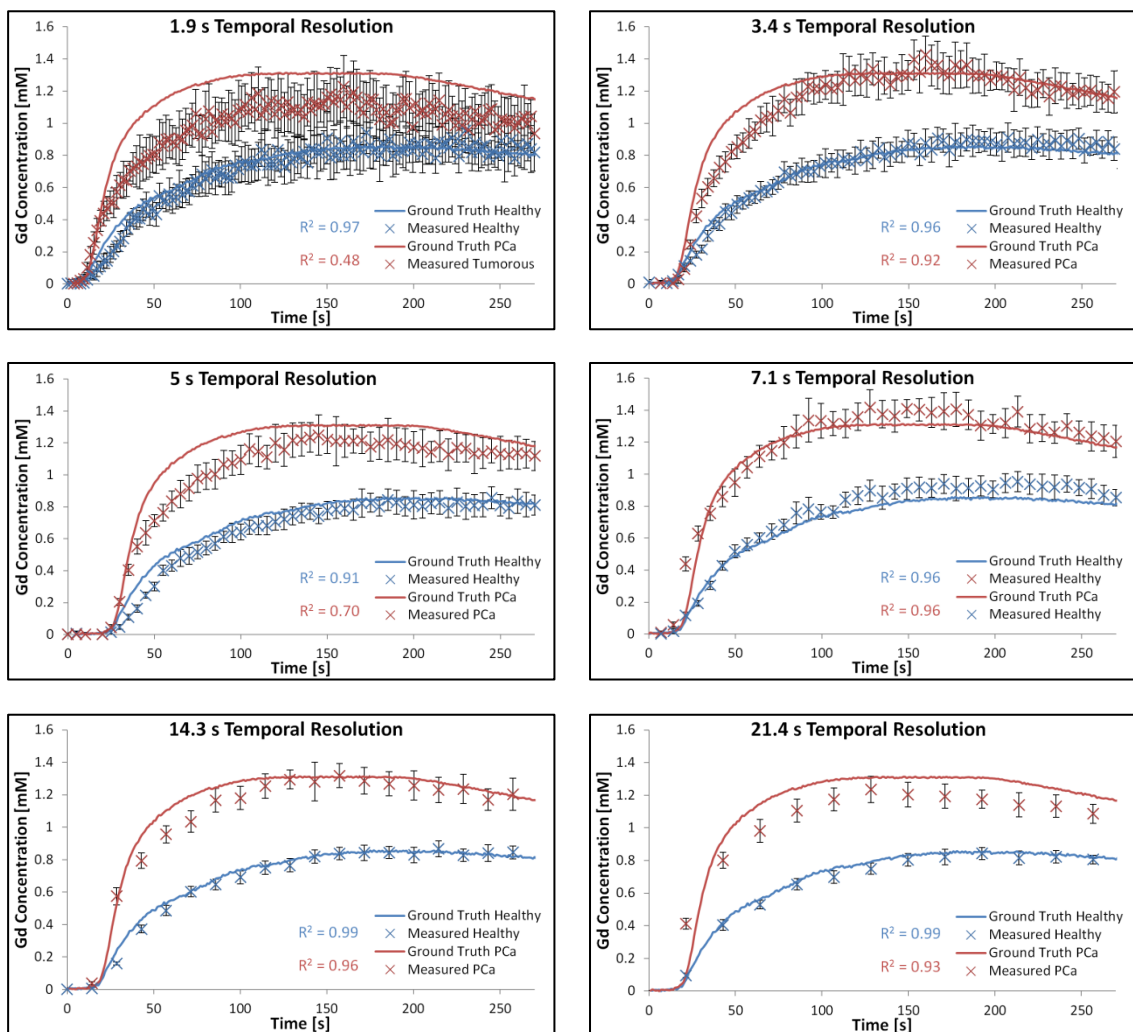 1.9 s Temporal Resolution
Gd Concentration [mM]
1.6
1.4
1.2
1
0.8
0.6
0.4
0.2
0
Ground Truth Healthy
R² = 0.97
Measured Healthy
Ground Truth PCa
R² = 0.48
Measured Tumorous
0 50 100 150 200 250
Time [s]
3.4 s Temporal Resolution
Gd Concentration [mM]
1.6
1.4
1.2
1
0.8
0.6
0.4
0.2
0
Ground Truth Healthy
R² = 0.96
Measured Healthy
Ground Truth PCa
R² = 0.92
Measured PCa
0 50 100 150 200 250
Time [s]
5 s Temporal Resolution
Gd Concentration [mM]
1.6
1.4
1.2
1
0.8
0.6
0.4
0.2
0
Ground Truth Healthy
R² = 0.91
Measured Healthy
Ground Truth PCa
R² = 0.70
Measured PCa
0 50 100 150 200 250
Time [s]
7.1 s Temporal Resolution
Gd Concentration [mM]
1.6
1.4
1.2
1
0.8
0.6
0.4
0.2
0
Ground Truth Healthy
R² = 0.96
Measured Healthy
Ground Truth PCa
R² = 0.96
Measured Healthy
0 50 100 150 200 250
Time [s]
14.3 s Temporal Resolution
Gd Concentration [mM]
1.6
1.4
1.2
1
0.8
0.6
0.4
0.2
0
Ground Truth Healthy
R² = 0.99
Measured Healthy
Ground Truth PCa
R² = 0.96
Measured PCa
0 50 100 150 200 250
Time [s]
21.4 s Temporal Resolution
Gd Concentration [mM]
1.6
1.4
1.2
1
0.8
0.6
0.4
0.2
0
Ground Truth Healthy
R² = 0.99
Measured Healthy
Ground Truth PCa
R² = 0.93
Measured PCa
0 50 100 150 200 250
Time [s]